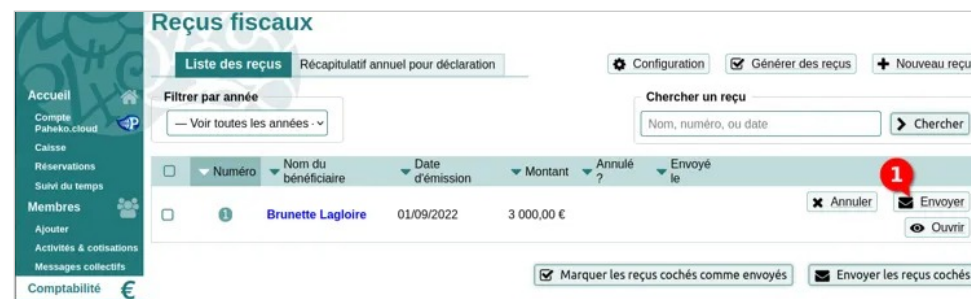 Reçus fiscaux
Liste des reçus Récapitulatif annuel pour déclaration
Configuration Générer des reçus Nouveau reçu
Accueil
Compte
Paheko.cloud
Caisse
Réservations
Suivi du temps
Membres
Ajouter
Activités & cotisations
Messages collectifs
Comptabilité €
Filtrer par année
— Voir toutes les années -
Chercher un reçu
Nom, numéro, ou date
Chercher
Numéro
Nom du
bénéficiaire
Date
d'émission
Montant
Annulé
?
Envoyé
le
1
1 Brunette Lagloire 01/09/2022 3 000,00 €
Annuler Envoyer
Ouvrir
Marquer les reçus cochés comme envoyés Envoyer les reçus cochés